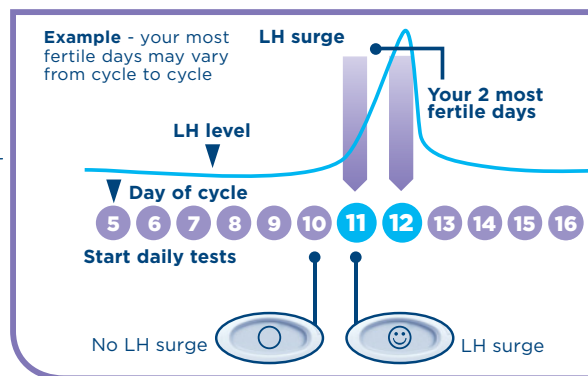 Example - your most
fertile days may vary
from cycle to cycle
LH surge
Your 2 most
fertile days
LH level
Day of cycle
5 6 7 8 9 10 11 12 13 14 15 16
Start daily tests
No LH surge
LH surge